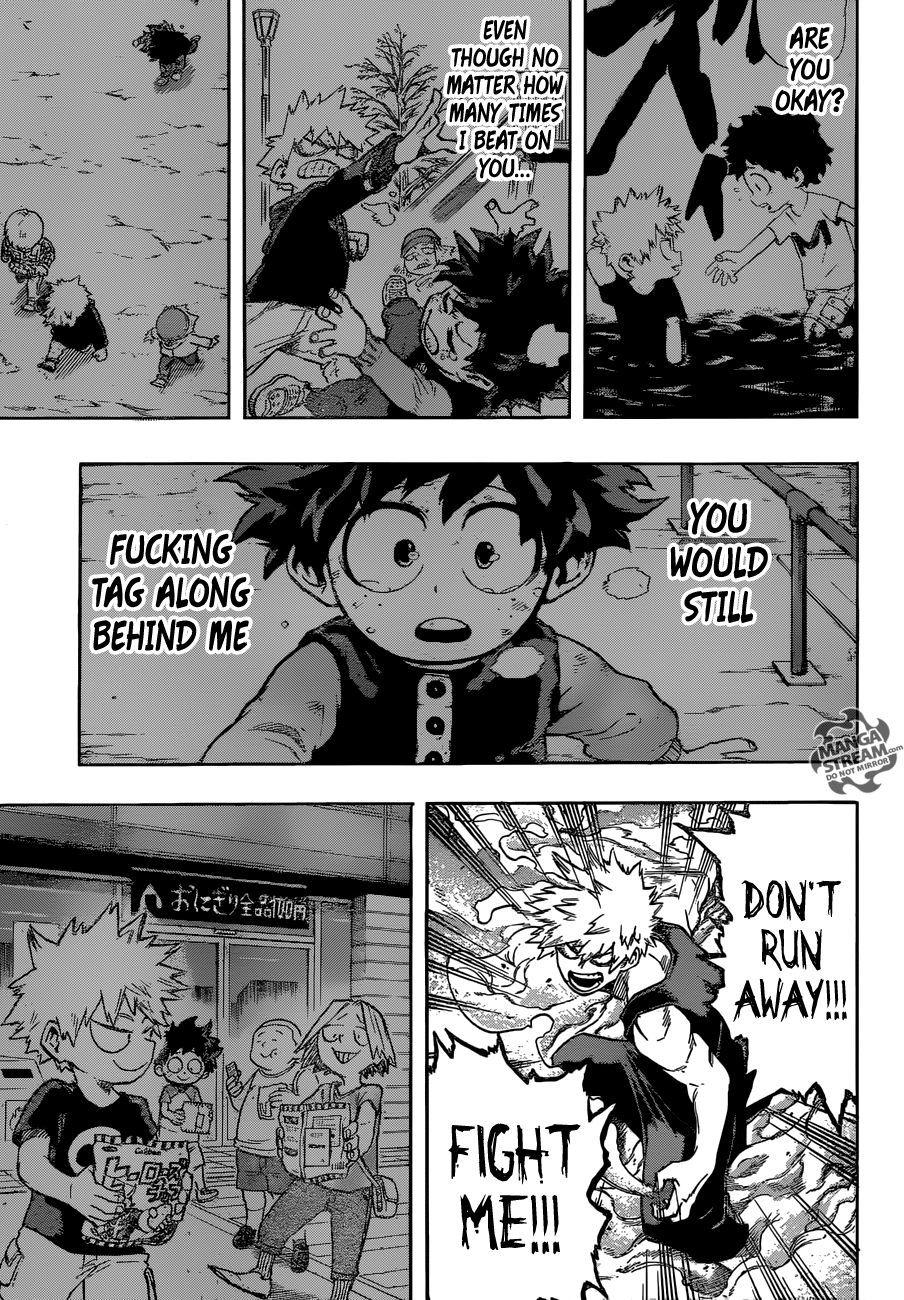 ARE
YOU
OKAY?
EVEN
THOUGH NO
MATTER HOW
MANY TIMES
I BEAT ON
YOU...
YOU
WOULD
STILL
FUCKING
TAG ALONG
BEHIND ME
MANGA
STREAM.com
DO NOT MIRROR
DON'T
RUN
AWAY!!!
FIGHT
ME!!!
おにぎり全品100円
Calbee